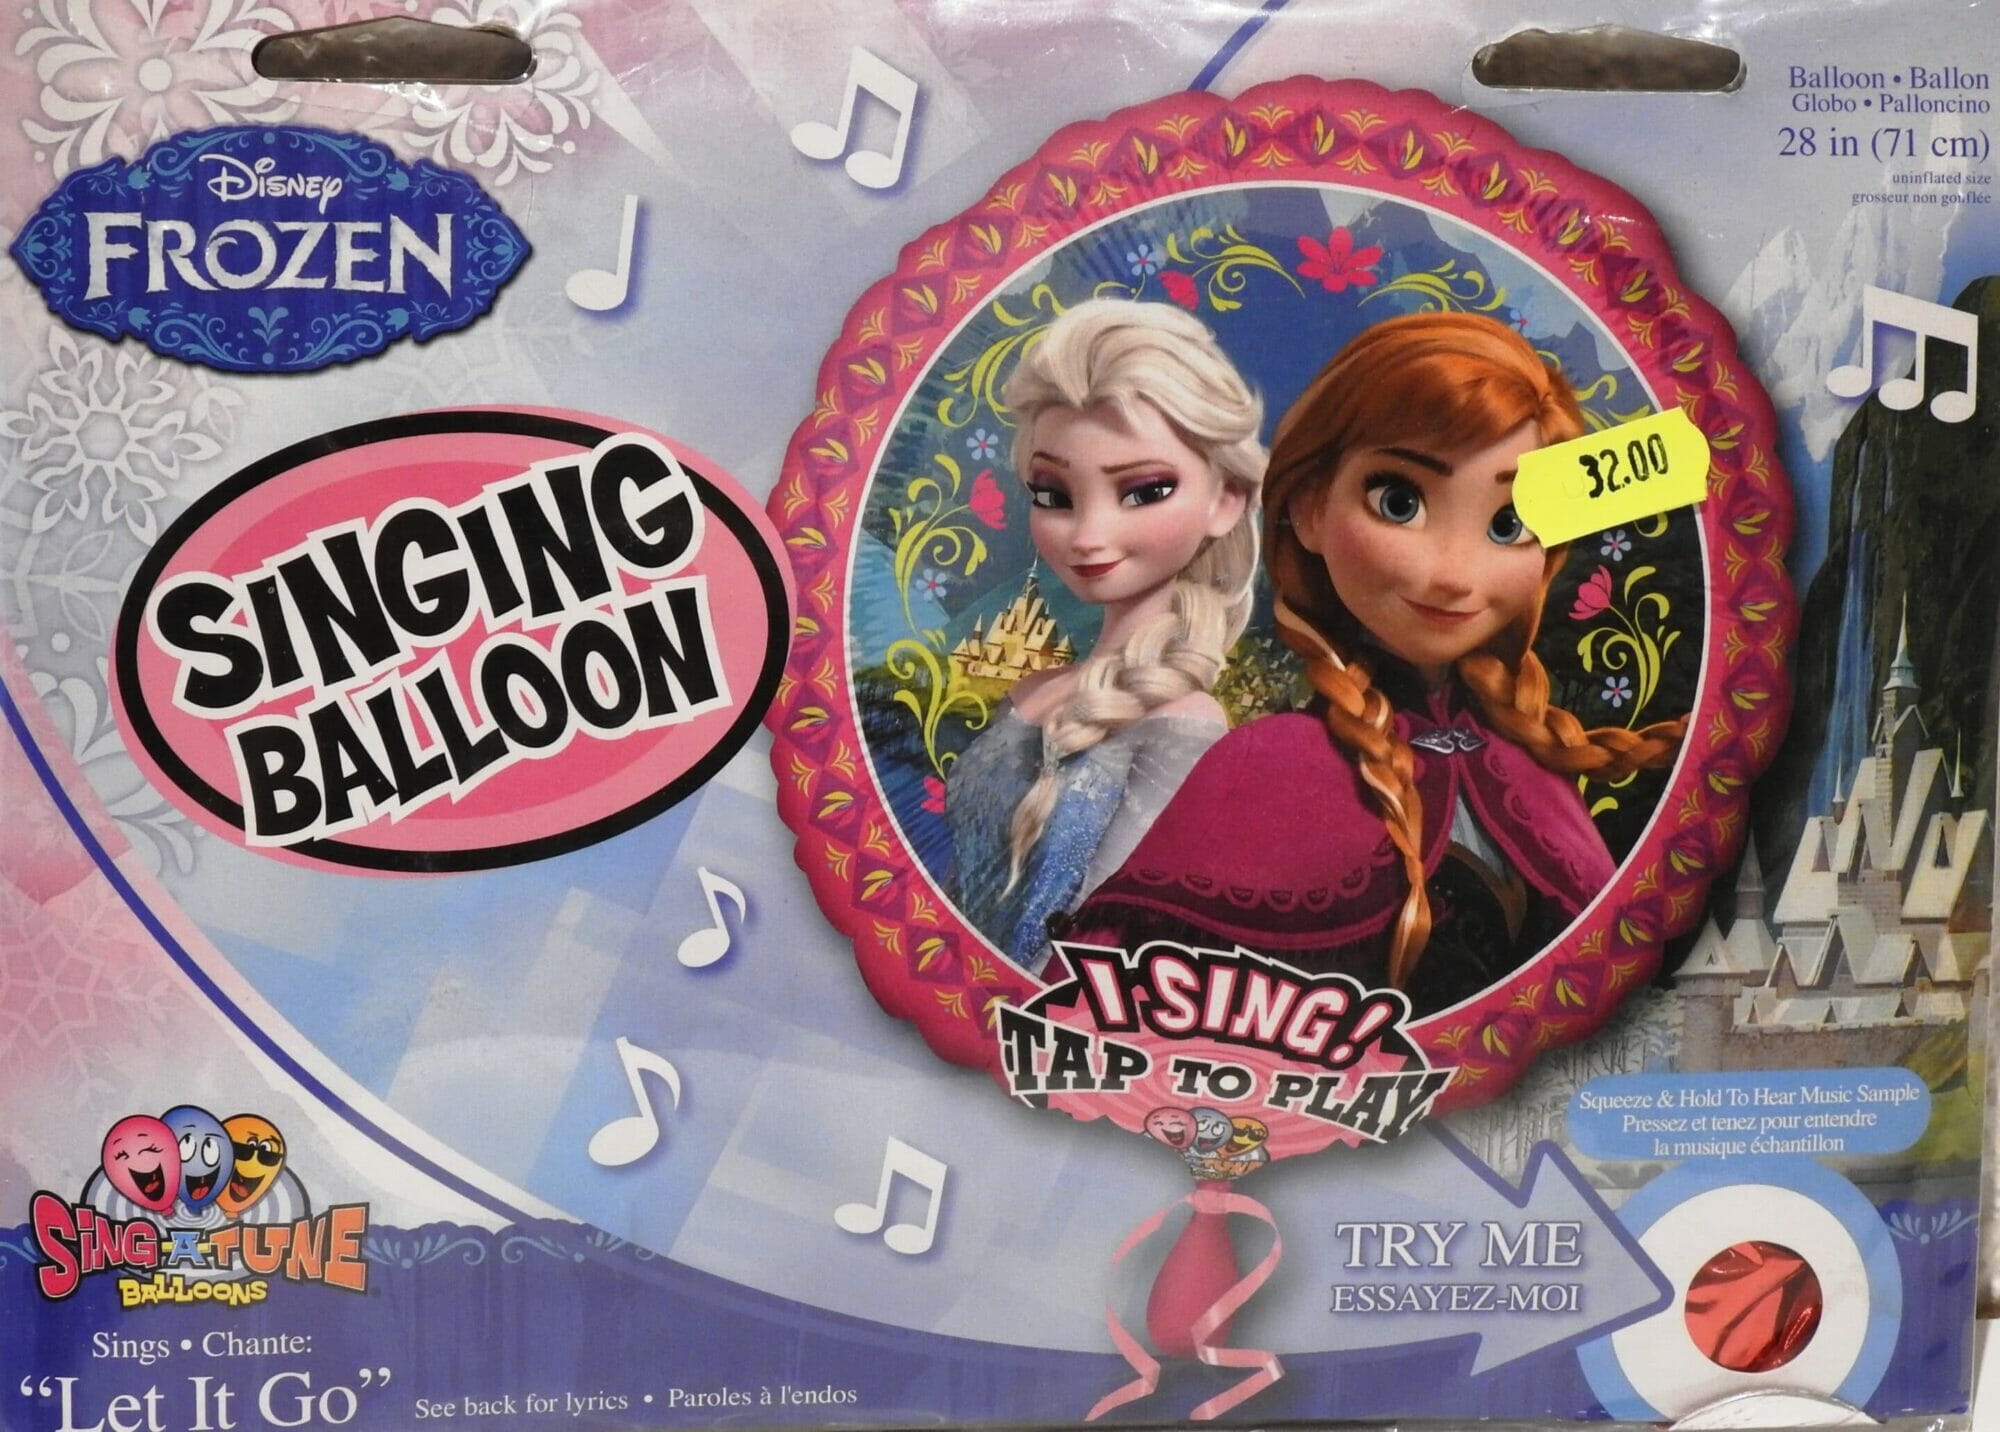 Balloon • Ballon
Globo • Palloncino
28 in (71 cm)
uninflated size
grosseur non gonflée
Disney
FROZEN
SINGING
BALLOON
32.00
I SING!
TAP TO PLAY
Squeeze & Hold To Hear Music Sample
Pressez et tenez pour entendre
la musique échantillon
TRY ME
ESSAYEZ-MOI
SING-A-TUNE
BALLOONS
Sings • Chante:
“Let It Go”
See back for lyrics • Paroles à l'endos